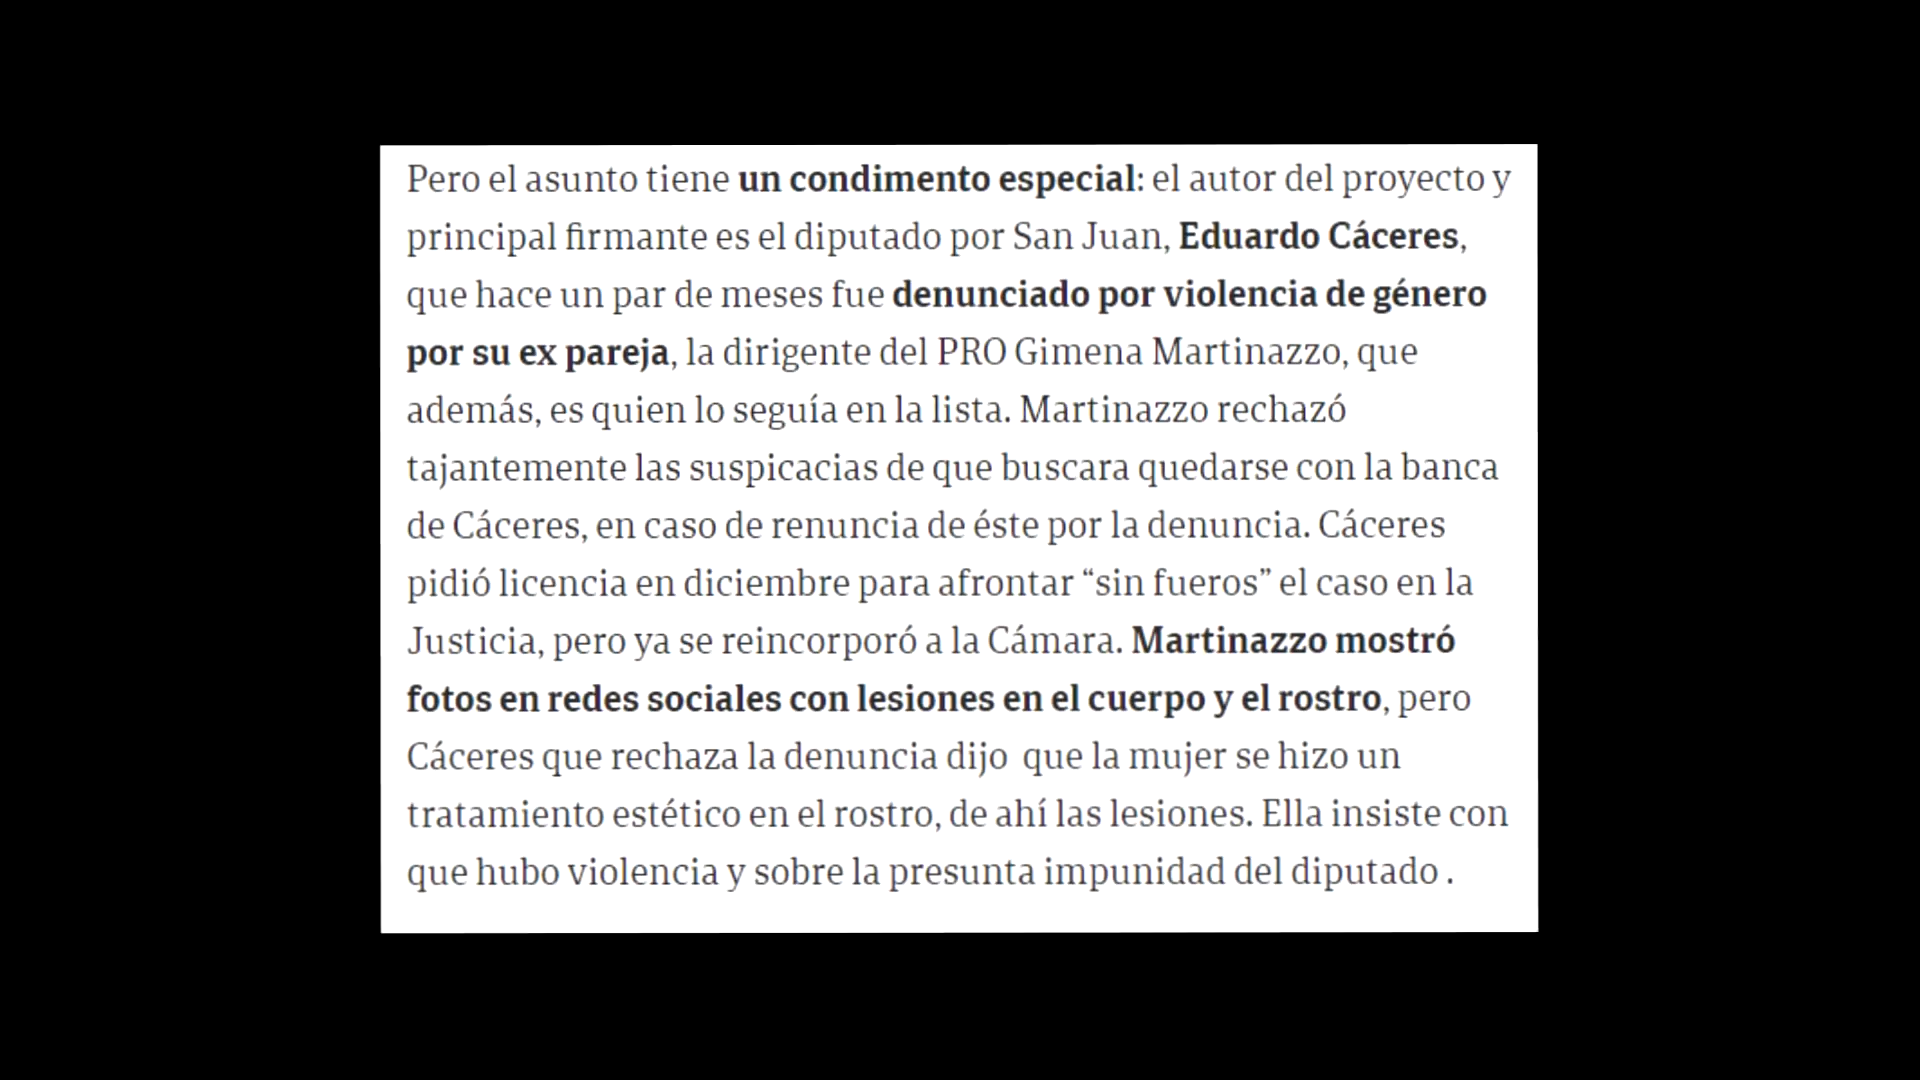 Pero el asunto tiene un condimento especial: el autor del proyecto y
principal firmante es el diputado por San Juan, Eduardo Cáceres,
que hace un par de meses fue denunciado por violencia de género
por su ex pareja, la dirigente del PRO Gimena Martinazzo, que
además, es quien lo seguía en la lista. Martinazzo rechazó
tajantemente las suspicacias de que buscara quedarse con la banca
de Cáceres, en caso de renuncia de éste por la denuncia. Cáceres
pidió licencia en diciembre para afrontar “sin fueros” el caso en la
Justicia, pero ya se reincorporó a la Cámara. Martinazzo mostró
fotos en redes sociales con lesiones en el cuerpo y el rostro, pero
Cáceres que rechaza la denuncia dijo  que la mujer se hizo un
tratamiento estético en el rostro, de ahí las lesiones. Ella insiste con
que hubo violencia y sobre la presunta impunidad del diputado .